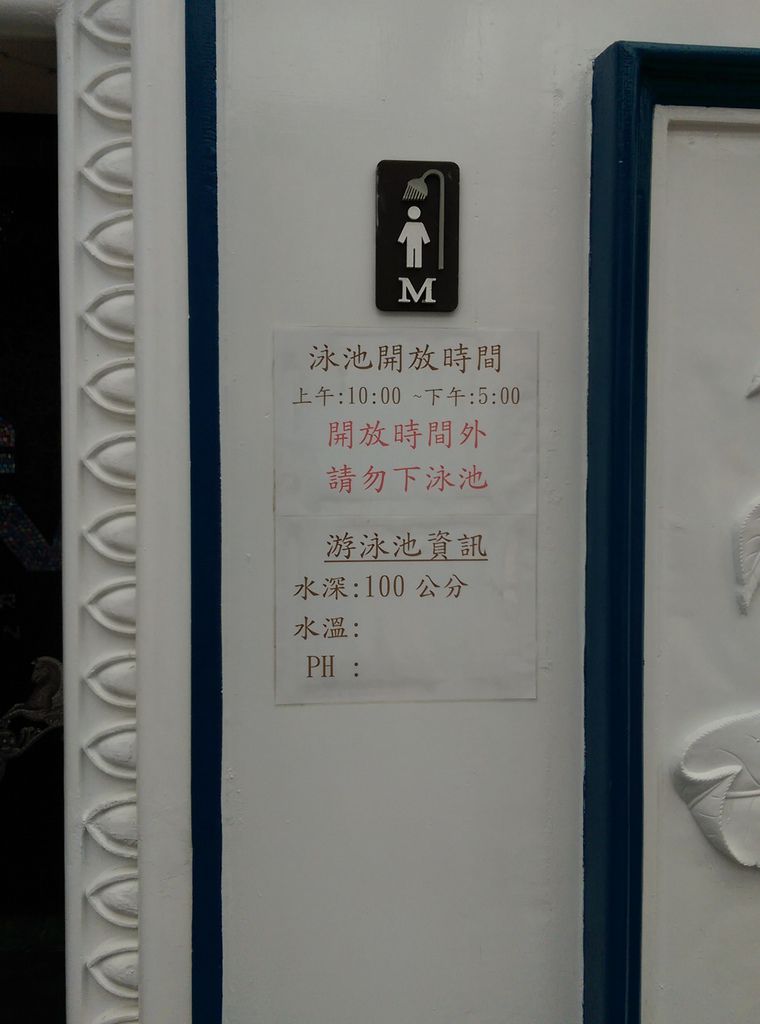 M
泳池開放時間
上午:10:00 ~下午:5:00
開放時間外
請勿下泳池
游泳池資訊
水深:100 公分
水溫:
PH :